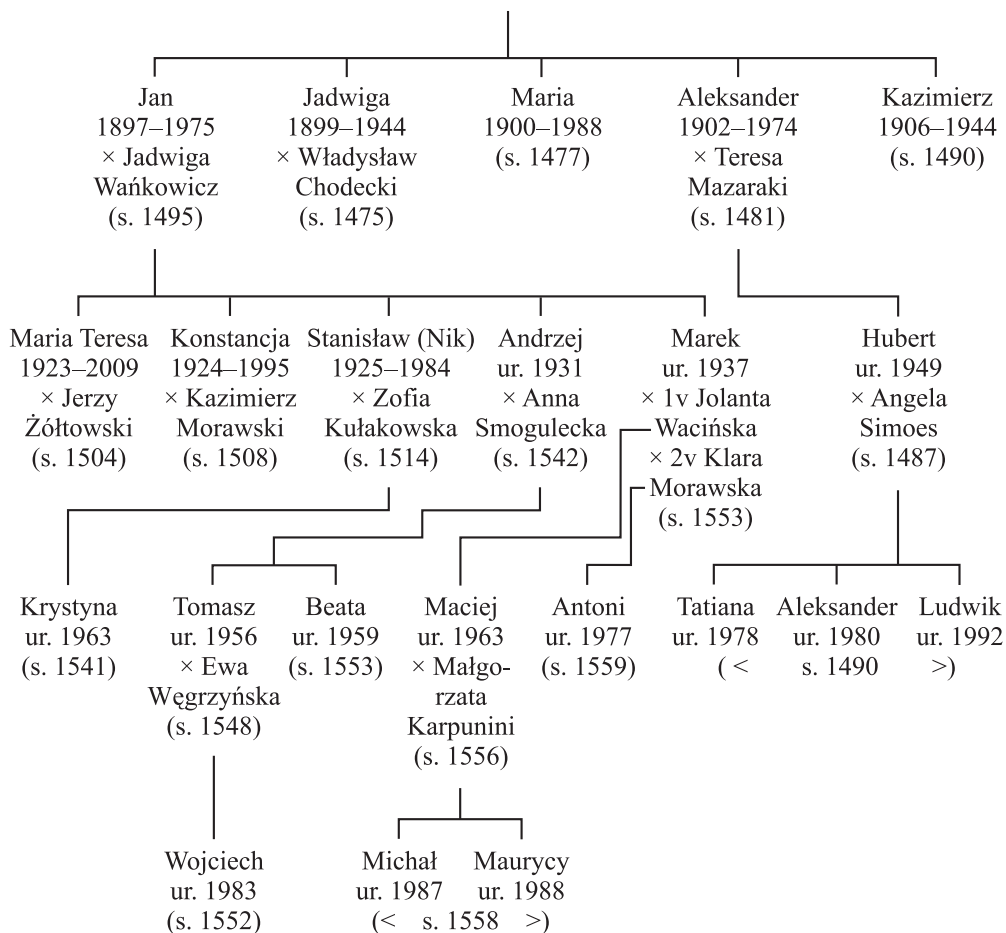 Jan
1897–1975
× Jadwiga
Wańkowicz
(s. 1495)
Jadwiga
1899–1944
× Władysław
Chodecki
(s. 1475)
Maria
1900–1988
(s. 1477)
Aleksander
1902–1974
× Teresa
Mazaraki
(s. 1481)
Kazimierz
1906–1944
(s. 1490)
Maria Teresa
1923–2009
× Jerzy
Żółtowski
(s. 1504)
Konstancja
1924–1995
× Kazimierz
Morawski
(s. 1508)
Stanisław (Nik)
1925–1984
× Zofia
Kułakowska
(s. 1514)
Andrzej
ur. 1931
× Anna
Smogulecka
(s. 1542)
Marek
ur. 1937
× 1v Jolanta
Wacińska
× 2v Klara
Morawska
(s. 1553)
Hubert
ur. 1949
× Angela
Simoes
(s. 1487)
Krystyna
ur. 1963
(s. 1541)
Tomasz
ur. 1956
× Ewa
Węgrzyńska
(s. 1548)
Beata
ur. 1959
(s. 1553)
Maciej
ur. 1963
× Małgo-
rzata
Karpunini
(s. 1556)
Antoni
ur. 1977
(s. 1559)
Tatiana Aleksander Ludwik
ur. 1978 ur. 1980 ur. 1992
( < s. 1490 >)
Wojciech
ur. 1983
(s. 1552)
Michał Maurycy
ur. 1987 ur. 1988
(< s. 1558 >)